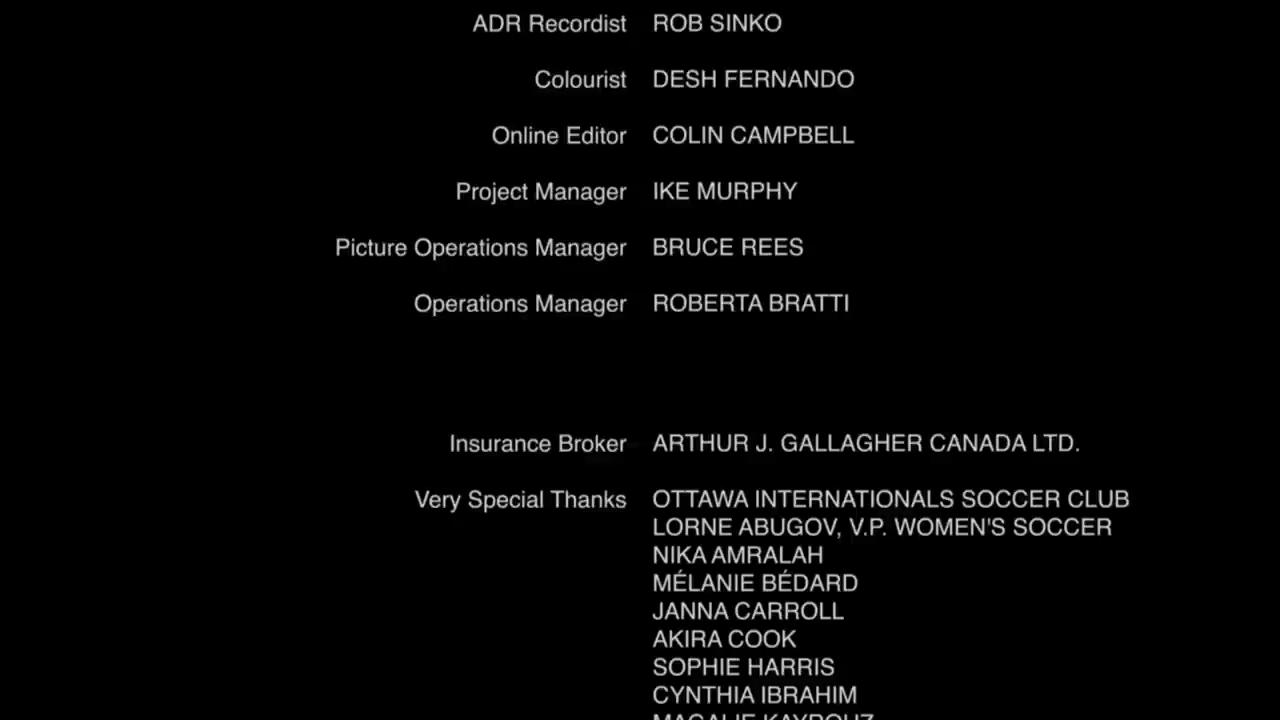 ADR Recordist ROB SINKO
Colourist DESH FERNANDO
Online Editor COLIN CAMPBELL
Project Manager IKE MURPHY
Picture Operations Manager BRUCE REES
Operations Manager ROBERTA BRATTI
Insurance Broker ARTHUR J. GALLAGHER CANADA LTD.
Very Special Thanks OTTAWA INTERNATIONALS SOCCER CLUB
LORNE ABUGOV, V.P. WOMEN'S SOCCER
NIKA AMRALAH
MÉLANIE BÉDARD
JANNA CARROLL
AKIRA COOK
SOPHIE HARRIS
CYNTHIA IBRAHIM